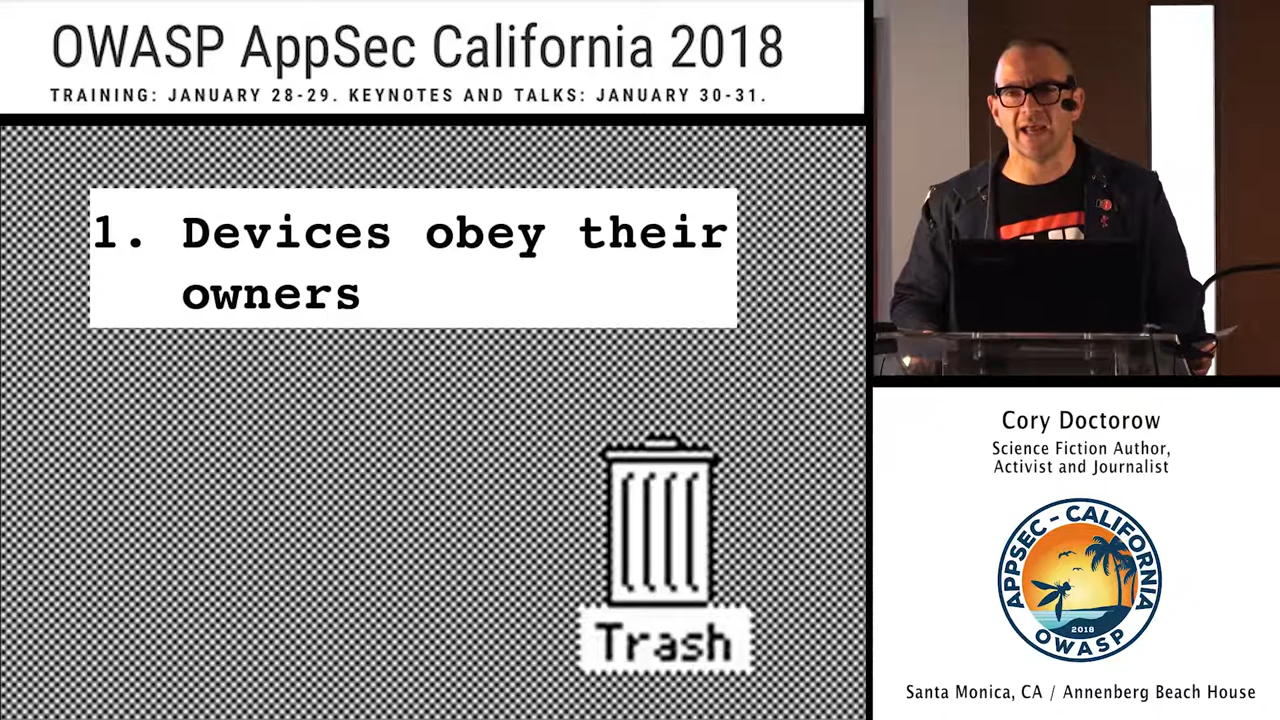 OWASP AppSec California 2018
TRAINING: JANUARY 28-29. KEYNOTES AND TALKS: JANUARY 30-31.
1. Devices obey their
owners
Trash
Cory Doctorow
Science Fiction Author,
Activist and Journalist
APPSEC - CALIFORNIA
2018
OWASP
Santa Monica, CA / Annenberg Beach House